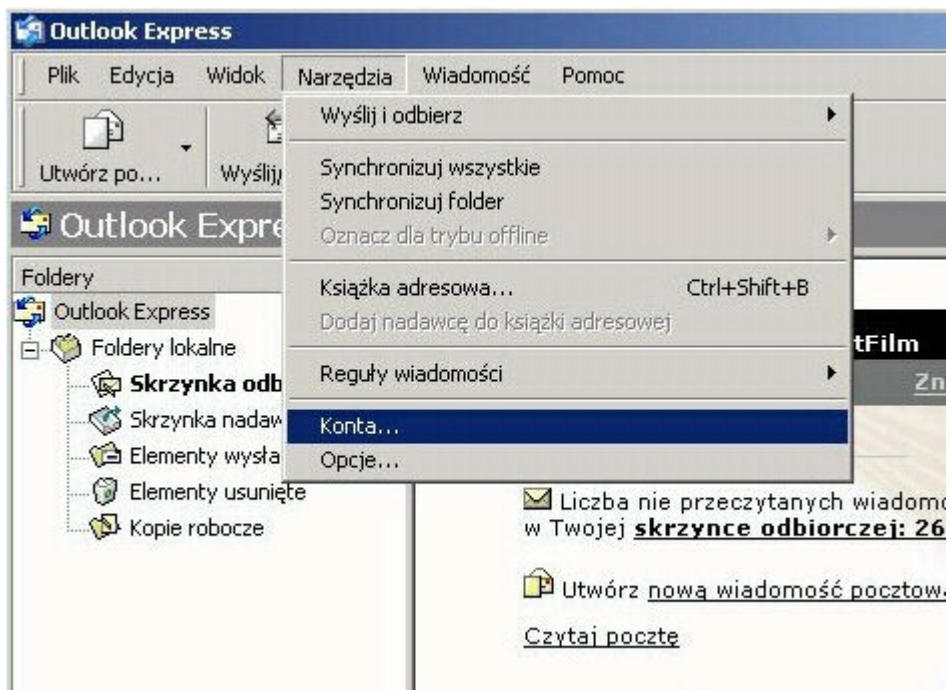 Outlook Express
Plik Edycja Widok Narzędzia Wiadomość Pomoc
Utwórz po... Wyślij
Outlook Expre
Wyślij i odbierz
Synchronizuj wszystkie
Synchronizuj folder
Oznacz dla trybu offline
Książka adresowa... Ctrl+Shift+B
Dodaj nadawcę do książki adresowej
Reguły wiadomości
Konta...
Opcje...
Foldery
Outlook Express
Foldery lokalne
Skrzynka odb
Skrzynka nadaw
Elementy wysła
Elementy usunięte
Kopie robocze
tFilm
Zn
Liczba nie przeczytanych wiadomo
w Twojej skrzynce odbiorczej: 26
Utwórz nową wiadomość pocztow
Czytaj pocztę